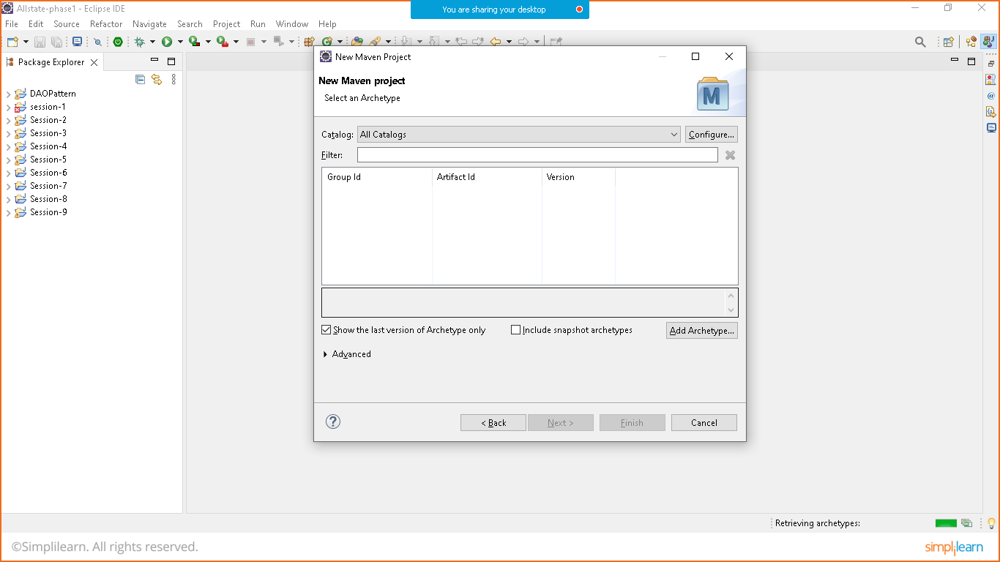 Allstate-phase1 - Eclipse IDE
You are sharing your desktop
File Edit Source Refactor Navigate Search Project Run Window Help
Package Explorer
DAOPattern
session-1
Session-2
Session-3
Session-4
Session-5
Session-6
Session-7
Session-8
Session-9
New Maven Project
New Maven project
Select an Archetype
M
Catalog: All Catalogs Configure...
Filter:
Group Id Artifact Id Version
Show the last version of Archetype only Include snapshot archetypes Add Archetype...
Advanced
? < Back Next > Finish Cancel
Retrieving archetypes:
©Simplilearn. All rights reserved.
simplilearn